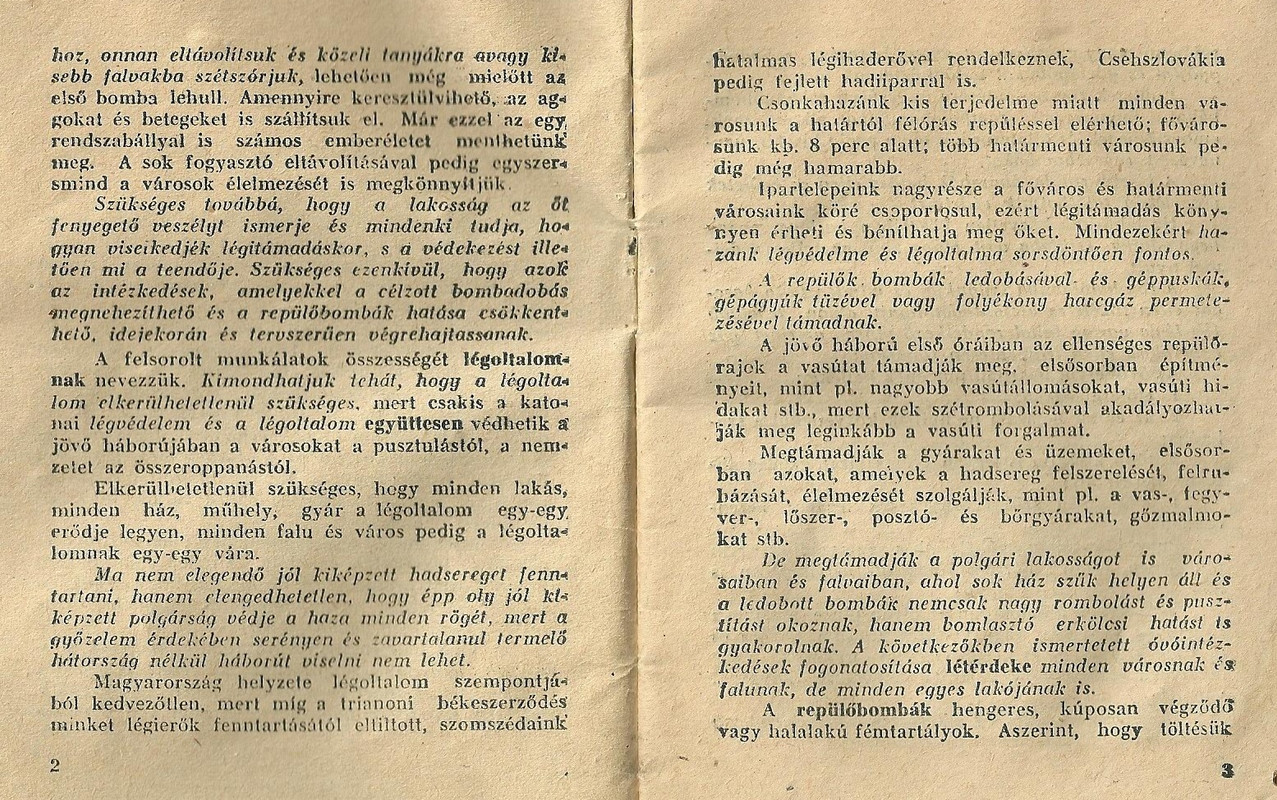 hoz, onnan eltávolítsuk és közeli tanyákra avagy ki-
sebb falvakba szétszórjuk, lehetően még mielőtt az
első bomba lehull. Amennyire keresztülvihető, az ag-
gokat és betegeket is szállítsuk el. Már ezzel az egy
rendszabállyal is számos emberéletet menthetünk
meg. A sok fogyasztó eltávolításával pedig egyszer-
smind a városok élelmezését is megkönnyítjük.
Szükséges továbbá, hogy a lakosság az őt
fenyegető veszélyt ismerje és mindenki tudja, ho-
gyan viselkedjék légitámadáskor, s a védekezést ille-
tően mi a teendője. Szükséges ezenkívül, hogy azok
az intézkedések, amelyekkel a célzott bombadobás
megnehezíthető és a repülőbombák hatása csökkent-
hető, idejekorán és tervszerűen végrehajtassanak.
A felsorolt munkálatok összességét légoltalom-
nak nevezzük. Kimondhatjuk tehát, hogy a légolta-
lom elkerülhetetlenül szükséges, mert csakis a kato-
nai légvédelem és a légoltalom együttesen védhetik a
jövő háborújában a városokat a pusztulástól, a nem-
zetet az összeroppanástól.
Elkerülhetetlenül szükséges, hogy minden lakás,
minden ház, műhely, gyár a légoltalom egy-egy
erődje legyen, minden falu és város pedig a légolta-
lomnak egy-egy vára.
Ma nem elegendő jól kiképzett hadsereget fenn-
tartani, hanem elengedhetetlen, hogy épp oly jól ki-
képzett polgárság védje a haza minden rögét, mert a
győzelem érdekében serényen és zavartalanul termelő
hátország nélkül háborút viselni nem lehet.
Magyarország helyzete légoltalom szempontjá-
ból kedvezőtlen, mert míg a trianoni békeszerződés
minket légierők fenntartásától eltiltott, szomszédaink
2
hatalmas légihaderővel rendelkeznek, Csehszlovákia
pedig fejlett hadiiparral is.
Csonkahazánk kis terjedelme miatt minden vá-
rosunk a határtól félórás repüléssel elérhető; főváro-
sunk kb. 8 perc alatt; több határmenti városunk pe-
dig még hamarabb.
Ipartelepeink nagyrésze a főváros és határmenti
városaink köré csoportosul, ezért légitámadás köny-
nyen érheti és béníthatja meg őket. Mindezekért ha-
zánk légvédelme és légoltalma sorsdöntően fontos.
A repülők bombák ledobásával és géppuskák,
gépágyúk tüzével vagy folyékony harcgáz permete-
zésével támadnak.
A jövő háború első óráiban az ellenséges repülő-
rajok a vasútat támadják meg, elsősorban építmé-
nyeit, mint pl. nagyobb vasútállomásokat, vasúti hi-
dakat stb., mert ezek szétrombolásával akadályozhat-
ják meg leginkább a vasúti forgalmat.
Megtámadják a gyárakat és üzemeket, elsősor-
ban azokat, amelyek a hadsereg felszerelését, felru-
házását, élelmezését szolgálják, mint pl. a vas-, fegy-
ver-, lőszer-, posztó- és bőrgyárakat, gőzmalmo-
kat stb.
De megtámadják a polgári lakosságot is váro-
saiban és falvaiban, ahol sok ház szűk helyen áll és
a ledobott bombák nemcsak nagy rombolást és pusz-
títást okoznak, hanem bomlasztó erkölcsi hatást is
gyakorolnak. A következőkben ismertetett óvóintéz-
kedések foganatosítása létérdeke minden városnak és
falunak, de minden egyes lakójának is.
A repülőbombák hengeres, kúposan végződő
vagy halalakú fémtartályok. Aszerint, hogy töltésük
3